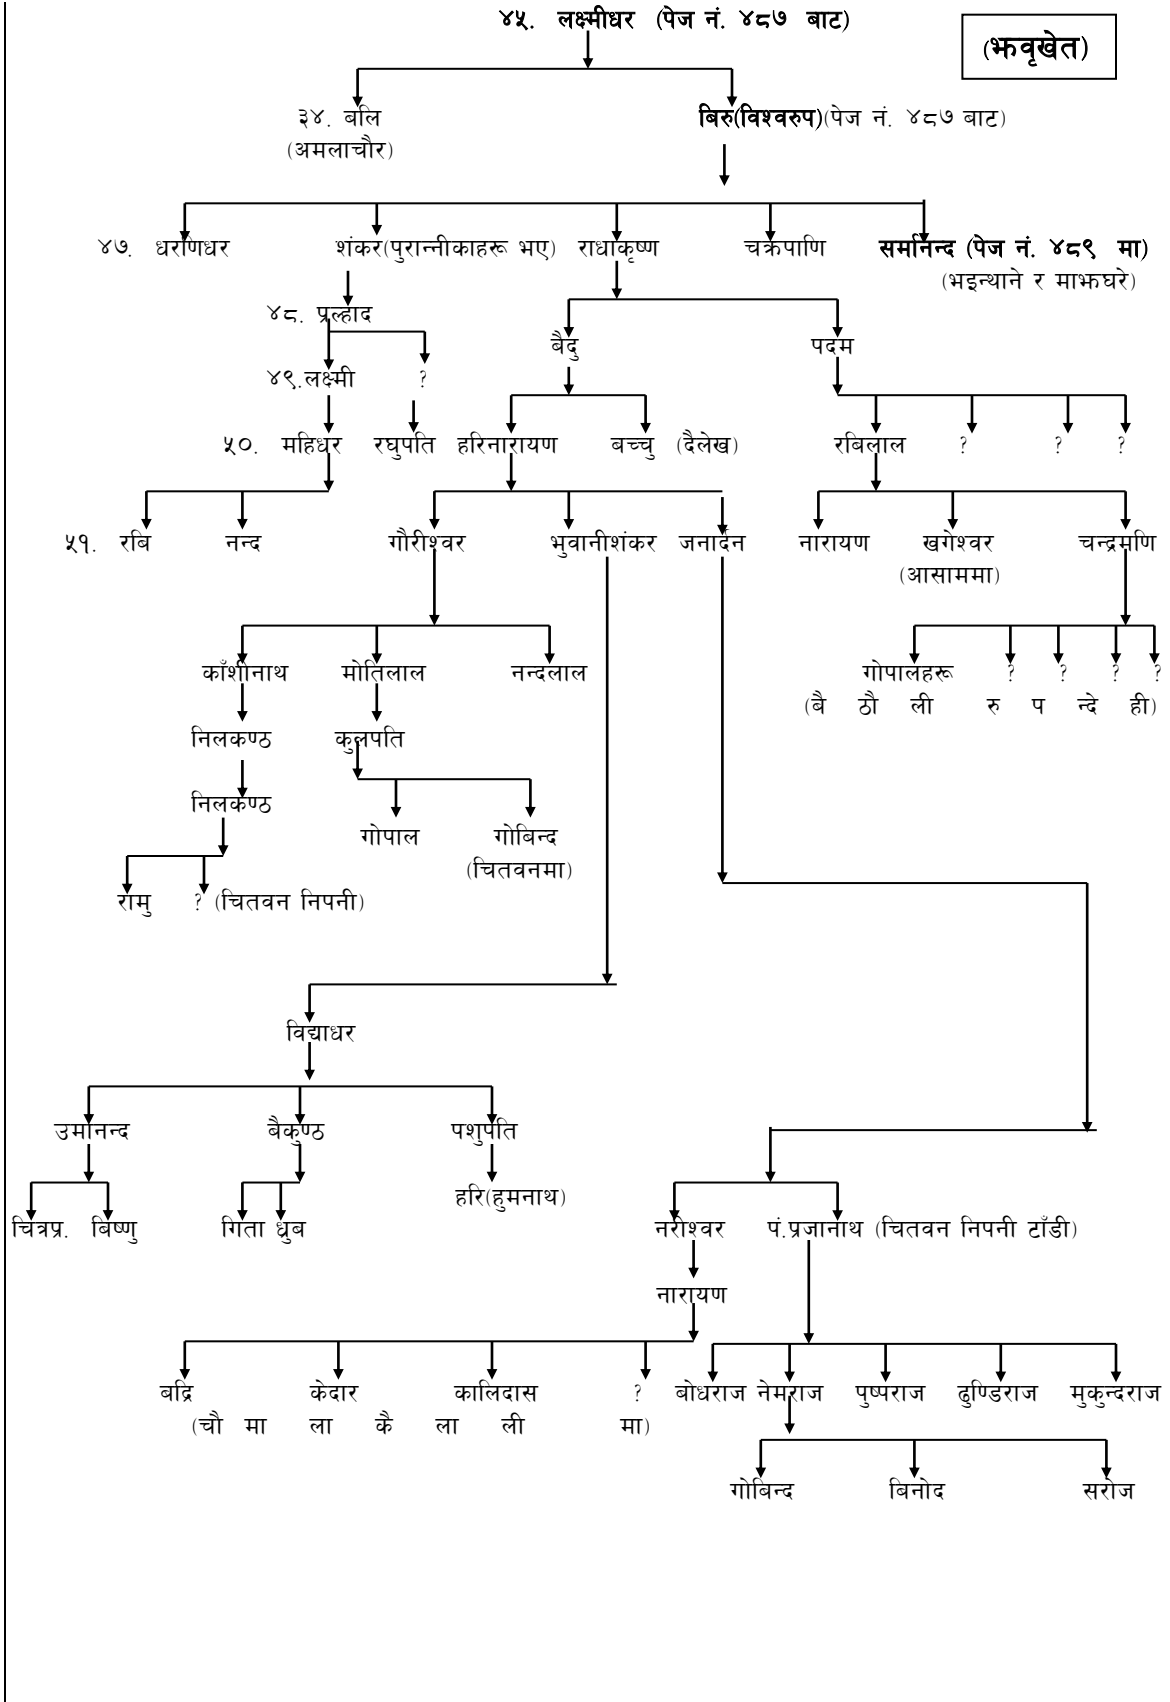 ४५. लक्ष्मीधर (पेज नं. ४८७ बाट)
(झवृखेत)
३४. बलि बिरु(विश्वरुप)(पेज नं. ४८७ बाट)
(अमलाचौर)
४७. धरणिधर शंकर(पुरान्नीकाहरू भए) राधाकृष्ण चक्रपाणि सर्मानन्द (पेज नं. ४८९ मा)
(भइन्थाने र माझघरे)
४८. प्रल्हाद
बैदु पदम
४९.लक्ष्मी ?
५०. महिधर रघुपति हरिनारायण बच्चु (दैलेख) रबिलाल ? ? ?
५१. रबि नन्द गौरीश्वर भुवानीशंकर जनार्दन नारायण खगेश्वर चन्द्रमणि
(आसाममा)
काँशीनाथ मोतिलाल नन्दलाल गोपालहरू ? ? ? ?
(बै ठौ ली रु प न्दे ही)
निलकण्ठ कुलपति
निलकण्ठ
गोपाल गोबिन्द
(चितवनमा)
रामु ? (चितवन निपनी)
विद्याधर
उमानन्द बैकुण्ठ पशुपति
हरि(हुमनाथ)
चित्रप्र. बिष्णु गिता ध्रुब नरीश्वर पं.प्रजानाथ (चितवन निपनी टाँडी)
नारायण
बद्रि केदार कालिदास ? बोधराज नेमराज पुष्पराज ढुण्डिराज मुकुन्दराज
(चौ मा ला कै ला ली मा)
गोबिन्द बिनोद सरोज